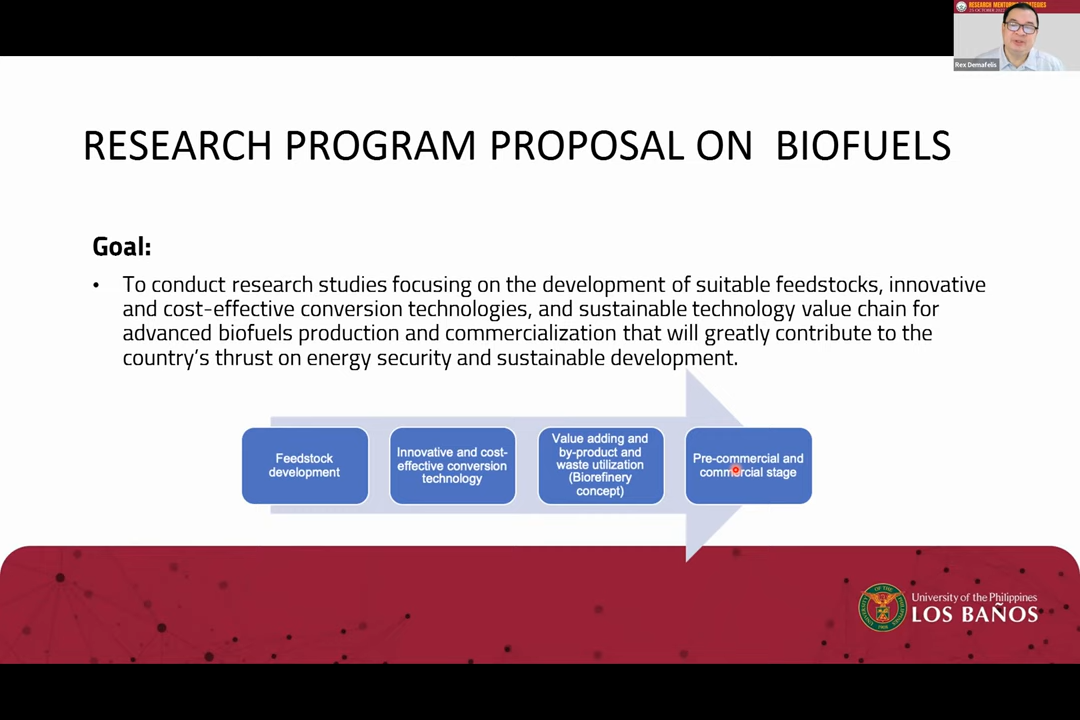 RESEARCH MENTORING STRATEGIES
Rex Demafelis
RESEARCH PROGRAM PROPOSAL ON BIOFUELS
Goal:
• To conduct research studies focusing on the development of suitable feedstocks, innovative
and cost-effective conversion technologies, and sustainable technology value chain for
advanced biofuels production and commercialization that will greatly contribute to the
country's thrust on energy security and sustainable development.
Feedstock
development
Innovative and cost-
effective conversion
technology
Value adding and
by-product and
waste utilization
(Biorefinery
concept)
Pre-commercial and
commercial stage
University of the Philippines
LOS BAÑOS